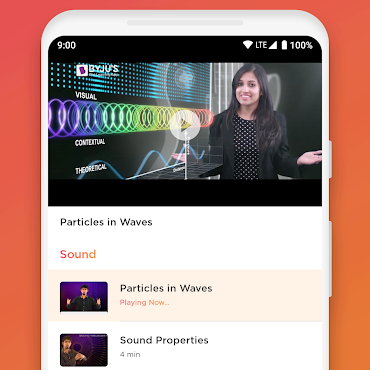 9:00 LTE 100%
BYJU'S
VISUAL
CONTEXTUAL
THEORETICAL
Particles in Waves
Sound
Particles in Waves
Playing Now...
Sound Properties
4 min